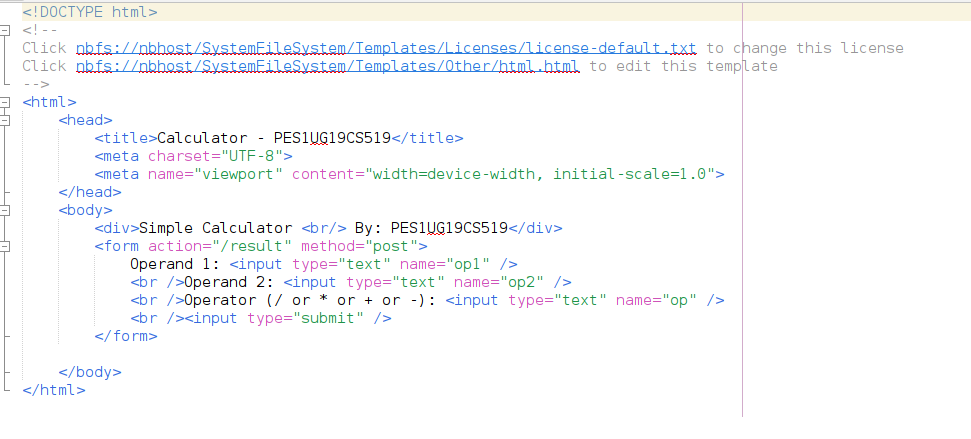 <!DOCTYPE html>
<!--
Click nbfs://nbhost/SystemFileSystem/Templates/Licenses/license-default.txt to change this license
Click nbfs://nbhost/SystemFileSystem/Templates/Other/html.html to edit this template
-->
<html>
    <head>
        <title>Calculator - PES1UG19CS519</title>
        <meta charset="UTF-8">
        <meta name="viewport" content="width=device-width, initial-scale=1.0">
    </head>
    <body>
        <div>Simple Calculator <br/> By: PES1UG19CS519</div>
        <form action="/result" method="post">
            Operand 1: <input type="text" name="op1" />
            <br />Operand 2: <input type="text" name="op2" />
            <br />Operator (/ or * or + or -): <input type="text" name="op" />
            <br /><input type="submit" />
        </form>
    </body>
</html>